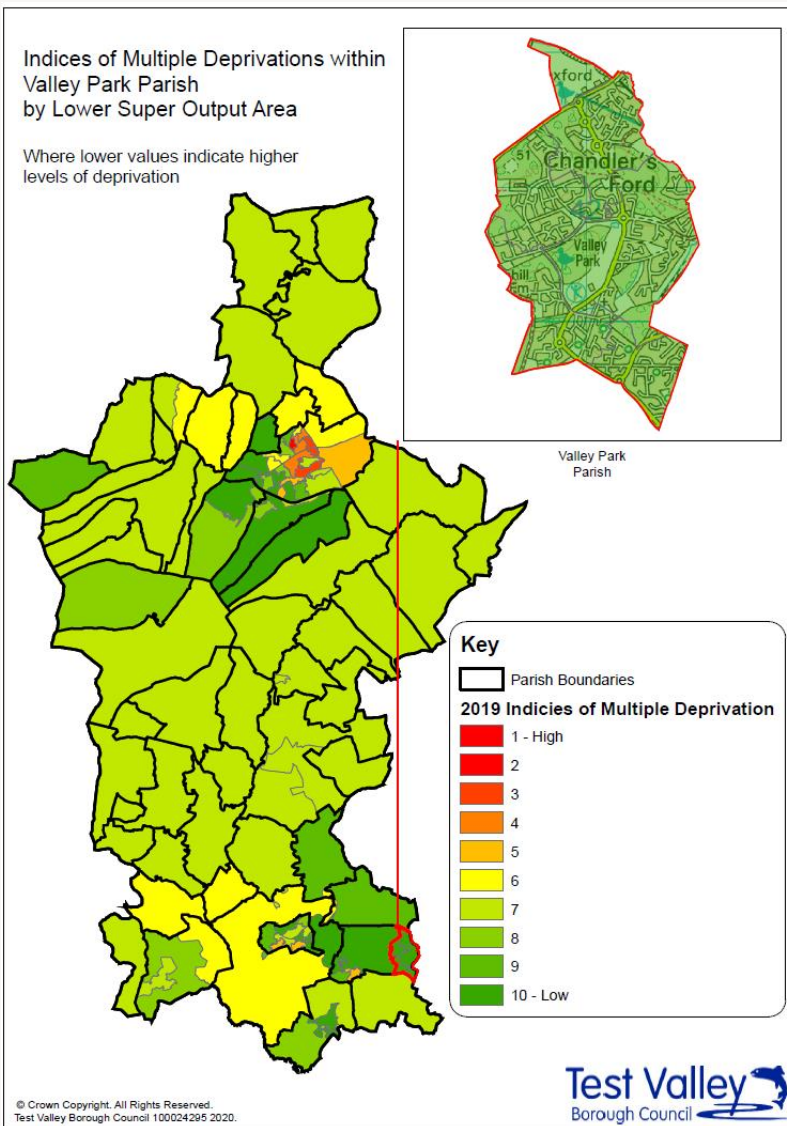 Indices of Multiple Deprivations within
Valley Park Parish
by Lower Super Output Area
Where lower values indicate higher
levels of deprivation
xford
51
Chandler's
Ford
Valley
Park
hill
m
Valley Park
Parish
Key
Parish Boundaries
2019 Indicies of Multiple Deprivation
1 - High
2
3
4
5
6
7
8
9
10 - Low
© Crown Copyright. All Rights Reserved.
Test Valley Borough Council 100024295 2020.
Test Valley
Borough Council